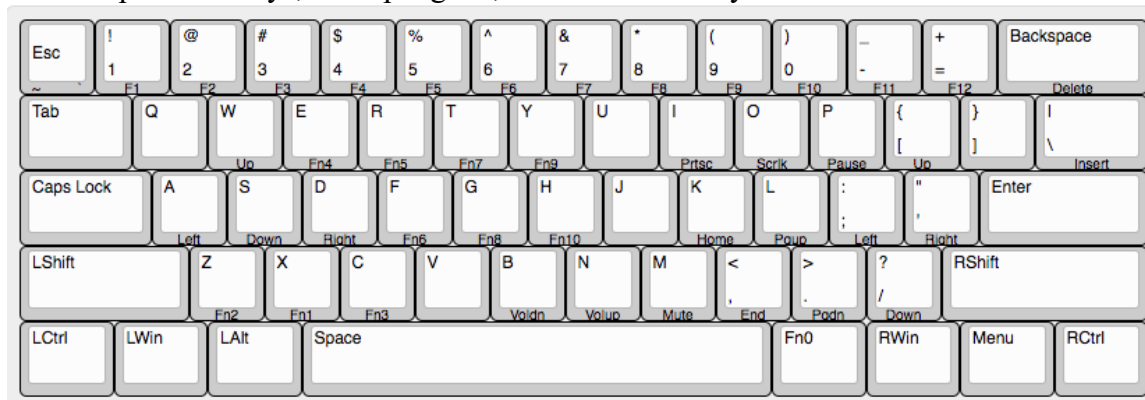 ! @ # $ % ^ & * ( ) _ + Backspace
Esc
1 2 3 4 5 6 7 8 9 0 - =
~ ` F1 F2 F3 F4 F5 F6 F7 F8 F9 F10 F11 F12 Delete
Tab Q W E R T Y U I O P { } |
[ ] \
Up Fn4 Fn5 Fn7 Fn9 Prtsc Scrlk Pause Up Insert
Caps Lock A S D F G H J K L : " Enter
; '
Left Down Right Fn6 Fn8 Fn10 Home Pgup Left Right
LShift Z X C V B N M < > ? RShift
, . /
Fn2 Fn1 Fn3 Voldn Volup Mute End Pgdn Down
LCtrl LWin LAlt Space Fn0 RWin Menu RCtrl